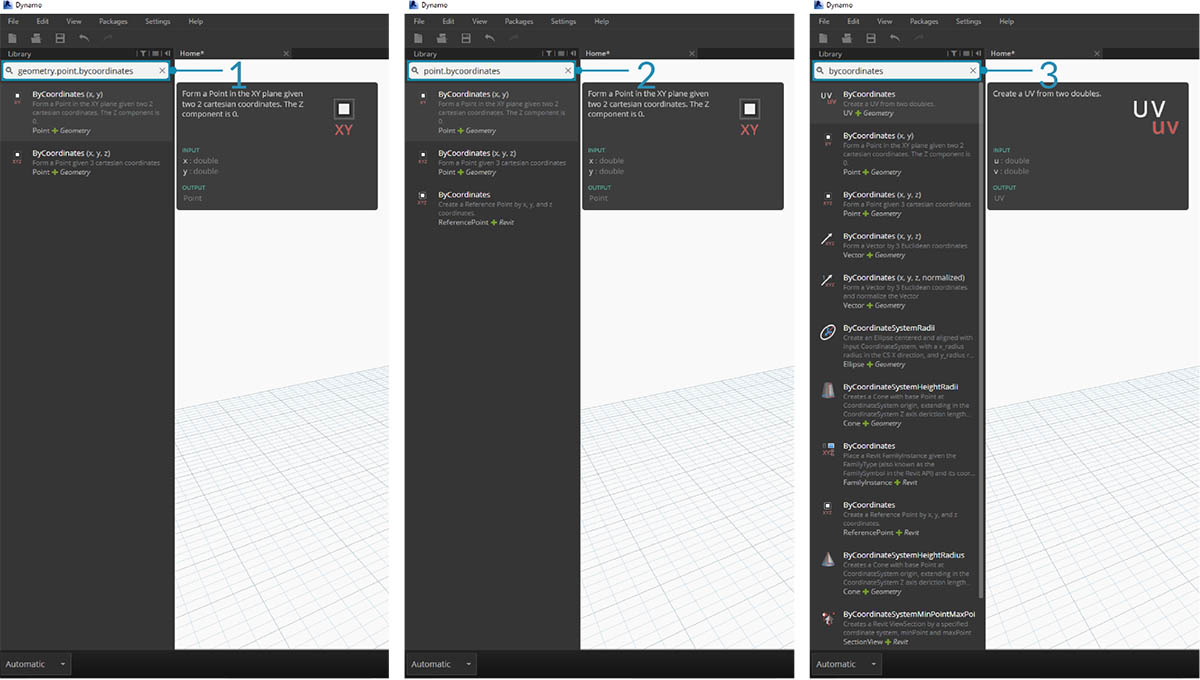 Dynamo
File Edit View Packages Settings Help
Library
Home*
geometry.point.bycoordinates
1
ByCoordinates (x, y)
Form a Point in the XY plane given two 2
cartesian coordinates. The Z component is
0.
Point + Geometry
ByCoordinates (x, y, z)
Form a Point given 3 cartesian coordinates
Point + Geometry
Form a Point in the XY plane given
two 2 cartesian coordinates. The Z
component is 0.
XY
INPUT
x : double
y : double
OUTPUT
Point
Automatic
Dynamo
File Edit View Packages Settings Help
Library
Home*
point.bycoordinates
2
ByCoordinates (x, y)
Form a Point in the XY plane given two 2
cartesian coordinates. The Z component is
0.
Point + Geometry
ByCoordinates (x, y, z)
Form a Point given 3 cartesian coordinates
Point + Geometry
XYZ
ByCoordinates
Create a Reference Point by x, y, and z
coordinates.
ReferencePoint + Revit
Form a Point in the XY plane given
two 2 cartesian coordinates. The Z
component is 0.
XY
INPUT
x : double
y : double
OUTPUT
Point
Automatic
Dynamo
File Edit View Packages Settings Help
Library
Home*
bycoordinates
3
UV
uv
ByCoordinates
Create a UV from two doubles.
UV + Geometry
ByCoordinates (x, y)
Form a Point in the XY plane given two 2
cartesian coordinates. The Z component is
0.
Point + Geometry
ByCoordinates (x, y, z)
Form a Point given 3 cartesian coordinates
Point + Geometry
ByCoordinates (x, y, z)
Form a Vector by 3 Euclidean coordinates
Vector + Geometry
ByCoordinates (x, y, z, normalized)
Form a Vector by 3 Euclidean coordinates
and normalize the Vector
Vector + Geometry
ByCoordinateSystemRadii
Create an Ellipse centered and aligned with
input CoordinateSystem, with a x_radius
radius in the CS X direction, and y_radius r...
Ellipse + Geometry
ByCoordinateSystemHeightRadii
Creates a Cone with base Point at
CoordinateSystem origin, extending in the
CoordinateSystem Z axis deriction length...
Cone + Geometry
ByCoordinates
Place a Revit FamilyInstance given the
FamilyType (also known as the
FamilySymbol in the Revit API) and its coor...
FamilyInstance + Revit
XYZ
ByCoordinates
Create a Reference Point by x, y, and z
coordinates.
ReferencePoint + Revit
ByCoordinateSystemHeightRadius
Creates a Cone with base Point at
CoordinateSystem origin, extending in the
CoordinateSystem Z axis deriction length...
Cone + Geometry
ByCoordinateSystemMinPointMaxPoi
Creates a Revit ViewSection by a specified
corrdinate system, minPoint and maxPoint
SectionView + Revit
Create a UV from two doubles.
UV
uv
INPUT
u : double
v : double
OUTPUT
UV
Automatic